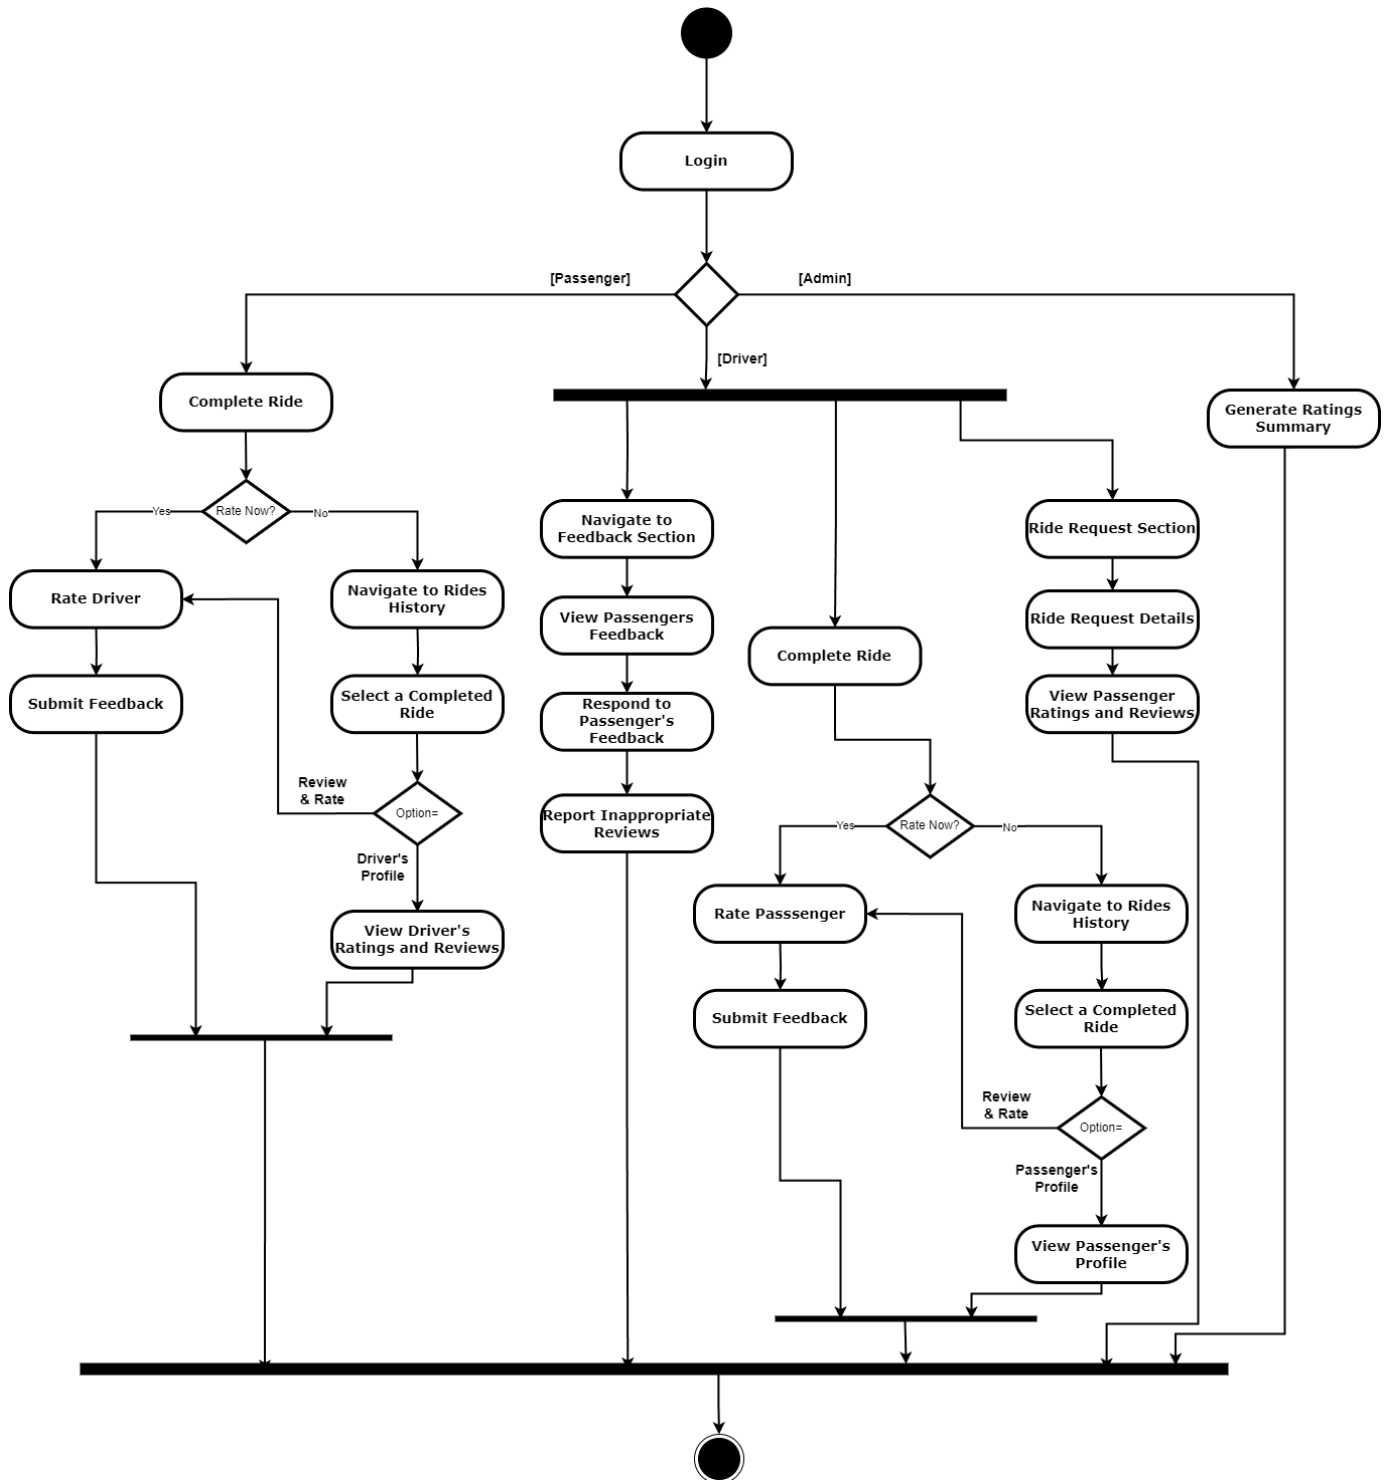 Login
[Passenger]
[Admin]
[Driver]
Complete Ride
Generate Ratings
Summary
Rate Now?
Yes
No
Navigate to
Feedback Section
Ride Request Section
Rate Driver
Navigate to Rides
History
View Passengers
Feedback
Ride Request Details
Complete Ride
Submit Feedback
Select a Completed
Ride
Respond to
Passenger's
Feedback
View Passenger
Ratings and Reviews
Review
& Rate
Option=
Report Inappropriate
Reviews
Yes
Rate Now?
No
Driver's
Profile
View Driver's
Ratings and Reviews
Rate Passsenger
Navigate to Rides
History
Submit Feedback
Select a Completed
Ride
Review
& Rate
Option=
Passenger's
Profile
View Passenger's
Profile